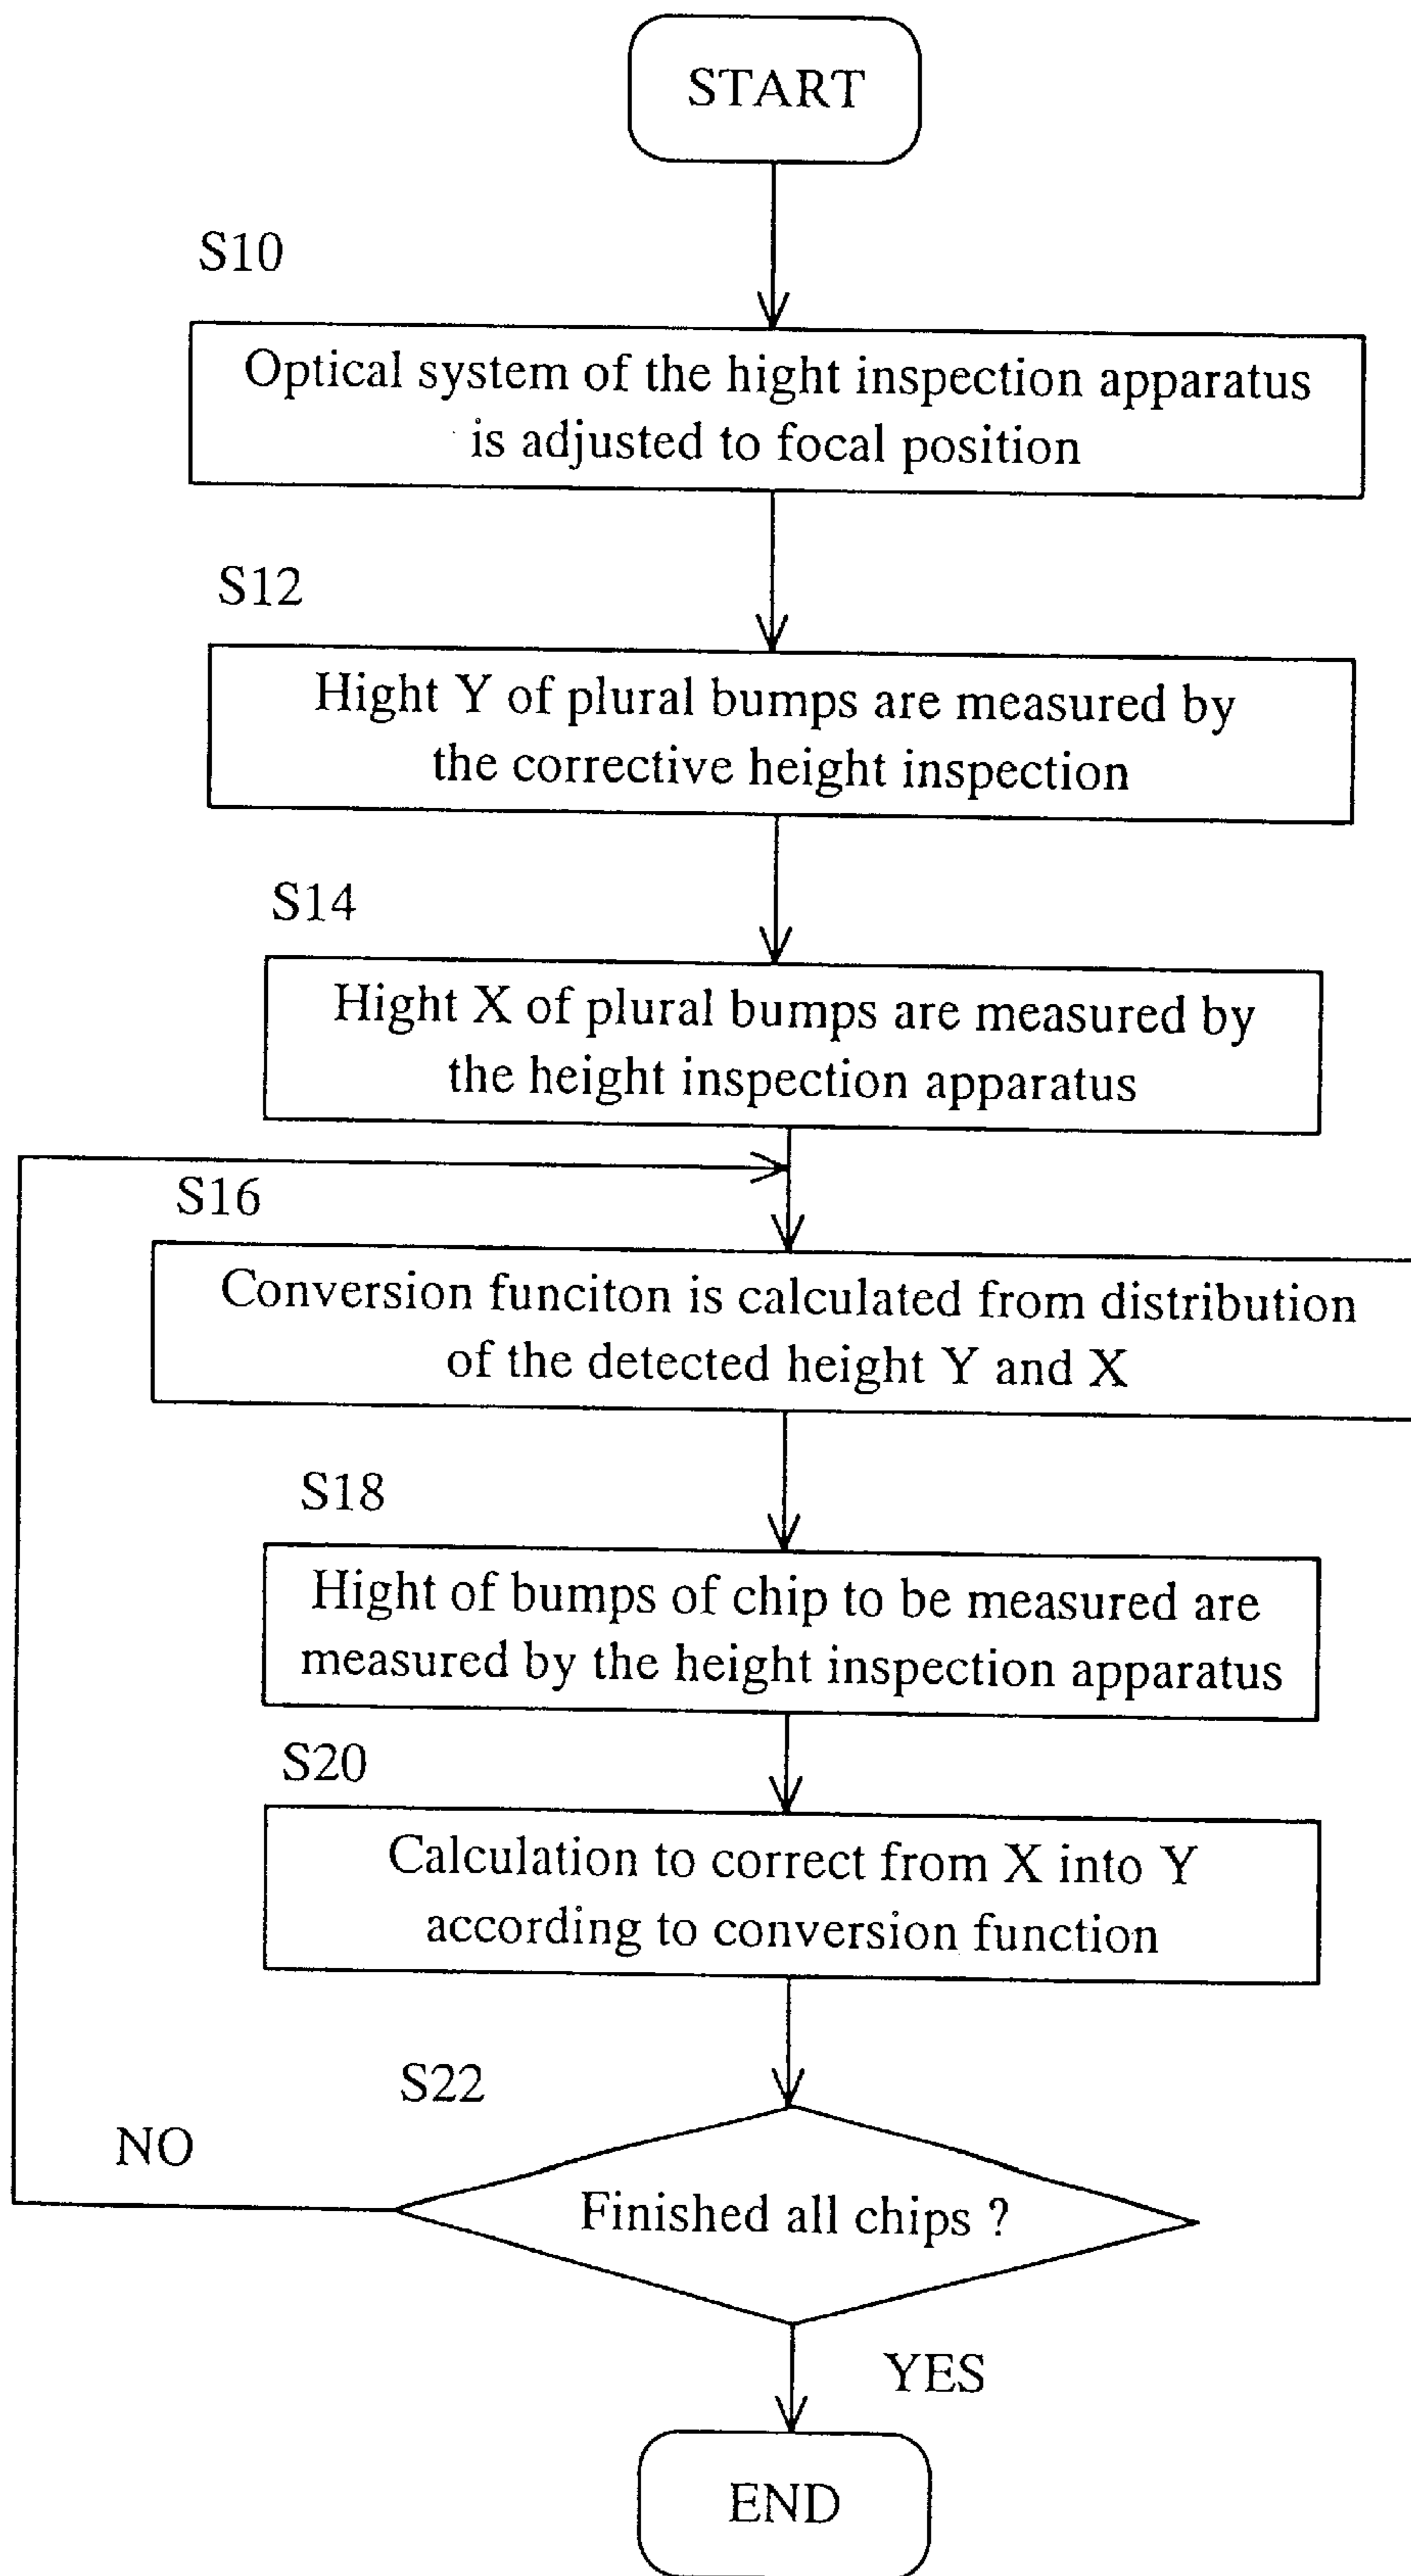 START
S10
Optical system of the hight inspection apparatus
is adjusted to focal position
S12
Hight Y of plural bumps are measured by
the corrective height inspection
S14
Hight X of plural bumps are measured by
the height inspection apparatus
S16
Conversion funciton is calculated from distribution
of the detected height Y and X
S18
Hight of bumps of chip to be measured are
measured by the height inspection apparatus
S20
Calculation to correct from X into Y
according to conversion function
S22
NO
Finished all chips ?
YES
END